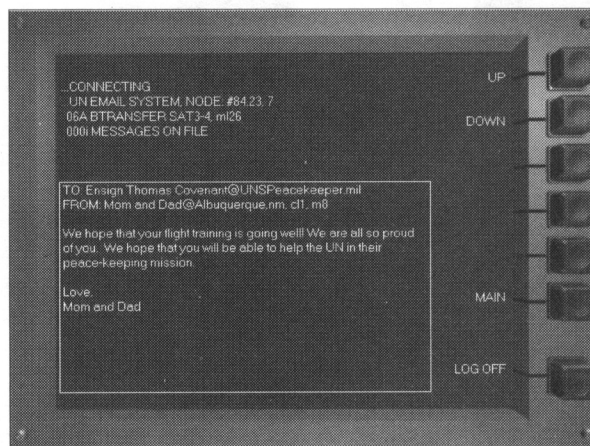 ...CONNECTING
UN EMAIL SYSTEM, NODE: #84.23. 7
06A BTRANSFER SAT3-4, ml26
000i MESSAGES ON FILE
TO: Ensign Thomas Covenant@UNSPeacekeeper.mil
FROM: Mom and Dad@Albuquerque.nm, cl1, m8
We hope that your flight training is going well! We are all so proud
of you. We hope that you will be able to help the UN in their
peace-keeping mission.
Love,
Mom and Dad
UP
DOWN
MAIN
LOG OFF